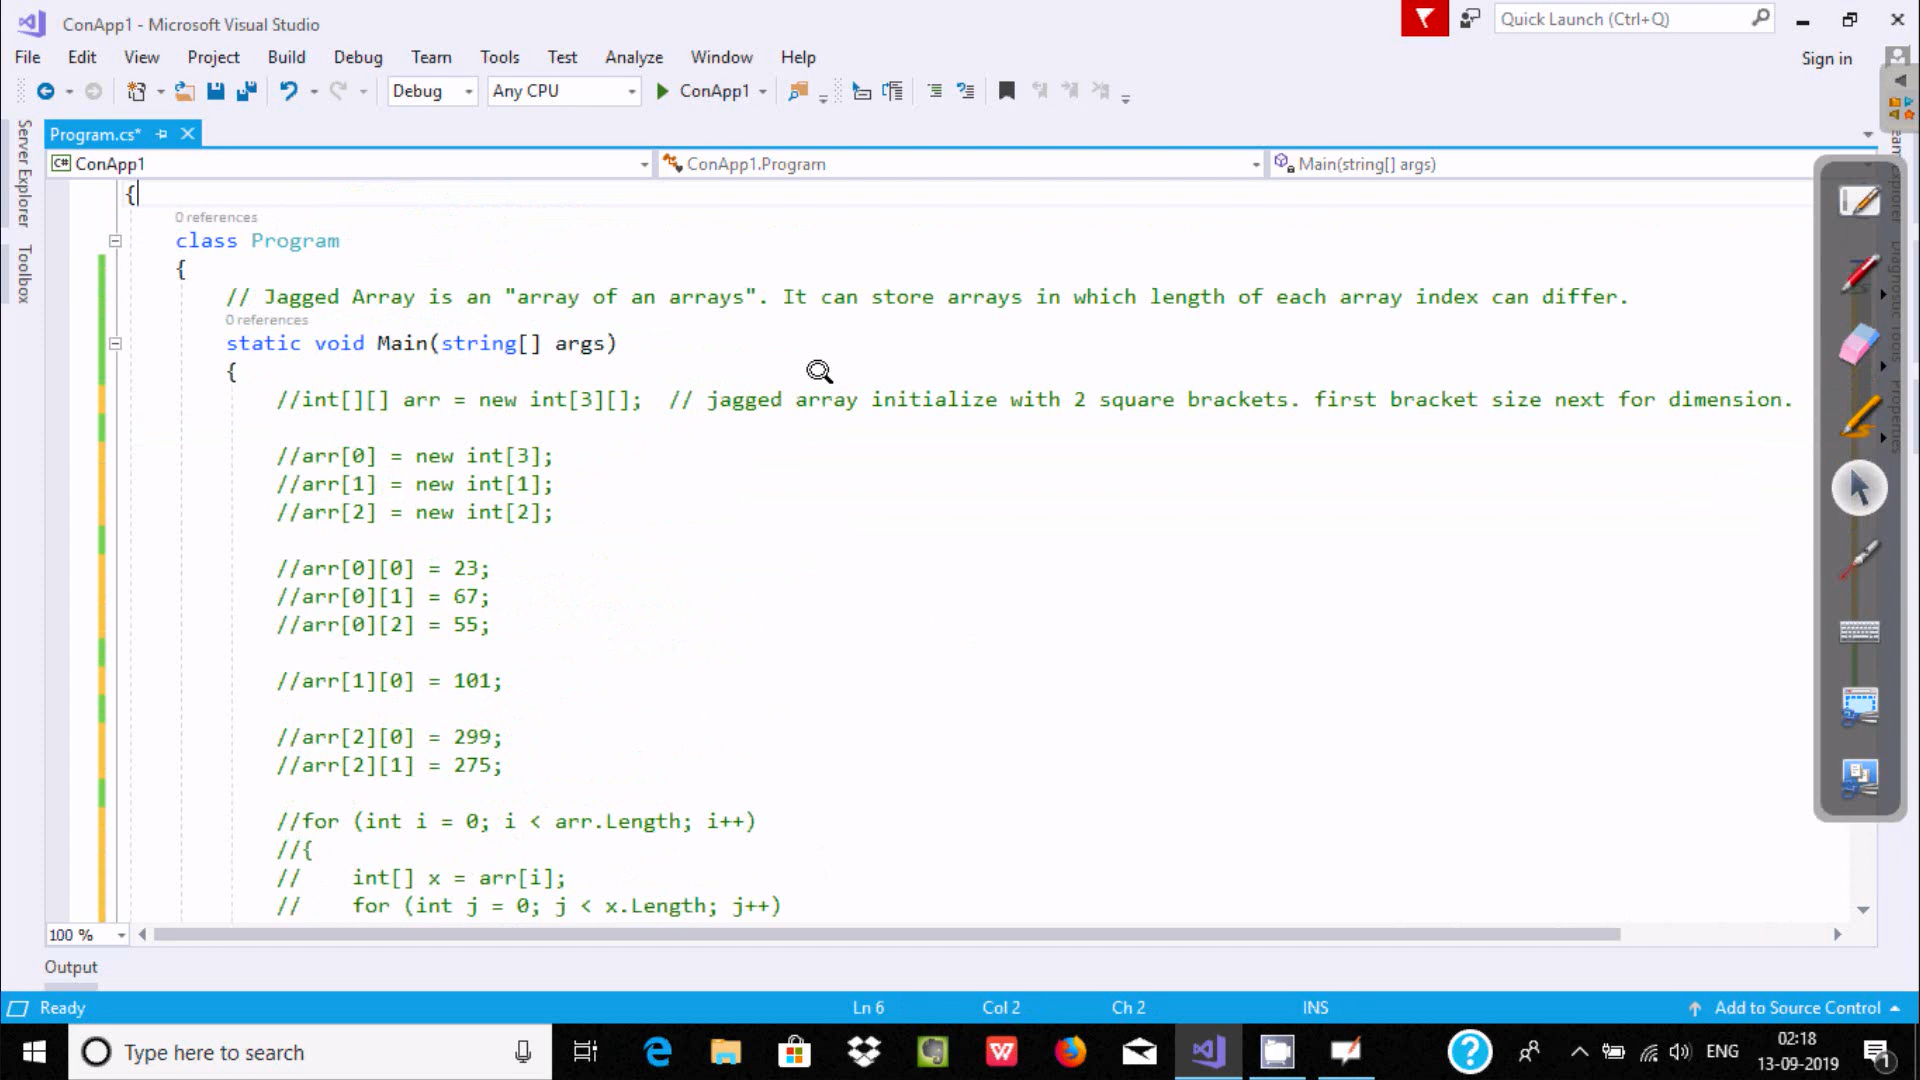 ConApp1 - Microsoft Visual Studio
Quick Launch (Ctrl+Q)
File Edit View Project Build Debug Team Tools Test Analyze Window Help
Sign in
Debug Any CPU ConApp1
Server Explorer
Toolbox
Program.cs*
C# ConApp1
ConApp1.Program
Main(string[] args)
{
0 references
class Program
{
// Jagged Array is an "array of an arrays". It can store arrays in which length of each array index can differ.
0 references
static void Main(string[] args)
{
//int[][] arr = new int[3][];  // jagged array initialize with 2 square brackets. first bracket size next for dimension.
//arr[0] = new int[3];
//arr[1] = new int[1];
//arr[2] = new int[2];
//arr[0][0] = 23;
//arr[0][1] = 67;
//arr[0][2] = 55;
//arr[1][0] = 101;
//arr[2][0] = 299;
//arr[2][1] = 275;
//for (int i = 0; i < arr.Length; i++)
//{
//    int[] x = arr[i];
//    for (int j = 0; j < x.Length; j++)
Explorer
Diagnostic Tools
Properties
100 %
Output
Ready
Ln 6 Col 2 Ch 2 INS
Add to Source Control
Type here to search
ENG
02:18
13-09-2019
1